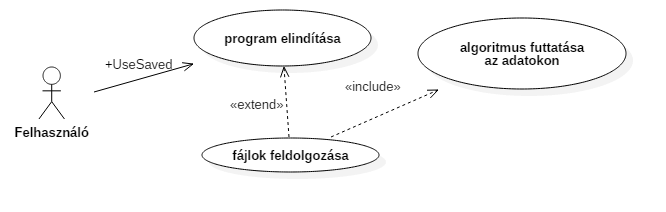 program elindítása
algoritmus futtatása
az adatokon
+UseSaved
«include»
«extend»
Felhasználó
fájlok feldolgozása